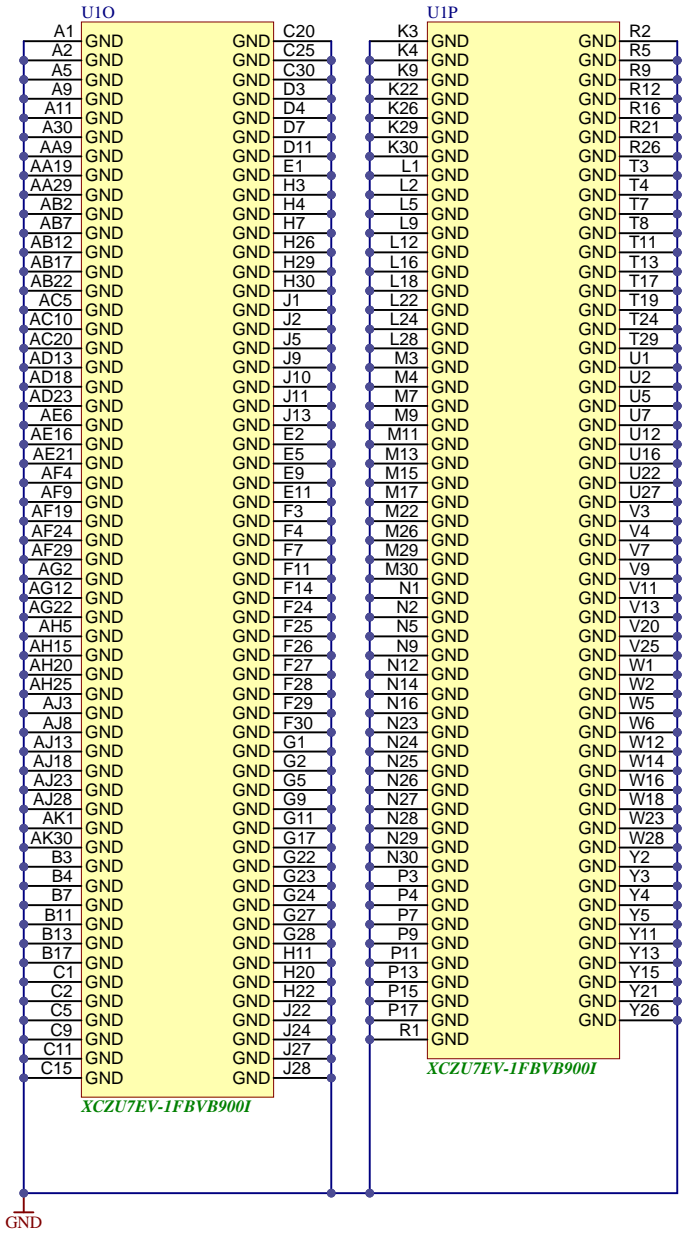 U1O
A1 GND GND C20
A2 GND GND C25
A5 GND GND C30
A9 GND GND D3
A11 GND GND D4
A30 GND GND D7
AA9 GND GND D11
AA19 GND GND E1
AA29 GND GND H3
AB2 GND GND H4
AB7 GND GND H7
AB12 GND GND H26
AB17 GND GND H29
AB22 GND GND H30
AC5 GND GND J1
AC10 GND GND J2
AC20 GND GND J5
AD13 GND GND J9
AD18 GND GND J10
AD23 GND GND J11
AE6 GND GND J13
AE16 GND GND E2
AE21 GND GND E5
AF4 GND GND E9
AF9 GND GND E11
AF19 GND GND F3
AF24 GND GND F4
AF29 GND GND F7
AG2 GND GND F11
AG12 GND GND F14
AG22 GND GND F24
AH5 GND GND F25
AH15 GND GND F26
AH20 GND GND F27
AH25 GND GND F28
AJ3 GND GND F29
AJ8 GND GND F30
AJ13 GND GND G1
AJ18 GND GND G2
AJ23 GND GND G5
AJ28 GND GND G9
AK1 GND GND G11
AK30 GND GND G17
B3 GND GND G22
B4 GND GND G23
B7 GND GND G24
B11 GND GND G27
B13 GND GND G28
B17 GND GND H11
C1 GND GND H20
C2 GND GND H22
C5 GND GND J22
C9 GND GND J24
C11 GND GND J27
C15 GND GND J28
XCZU7EV-1FBVB900I
U1P
K3 GND GND R2
K4 GND GND R5
K9 GND GND R9
K22 GND GND R12
K26 GND GND R16
K29 GND GND R21
K30 GND GND R26
L1 GND GND T3
L2 GND GND T4
L5 GND GND T7
L9 GND GND T8
L12 GND GND T11
L16 GND GND T13
L18 GND GND T17
L22 GND GND T19
L24 GND GND T24
L28 GND GND T29
M3 GND GND U1
M4 GND GND U2
M7 GND GND U5
M9 GND GND U7
M11 GND GND U12
M13 GND GND U16
M15 GND GND U22
M17 GND GND U27
M22 GND GND V3
M26 GND GND V4
M29 GND GND V7
M30 GND GND V9
N1 GND GND V11
N2 GND GND V13
N5 GND GND V20
N9 GND GND V25
N12 GND GND W1
N14 GND GND W2
N16 GND GND W5
N23 GND GND W6
N24 GND GND W12
N25 GND GND W14
N26 GND GND W16
N27 GND GND W18
N28 GND GND W23
N29 GND GND W28
N30 GND GND Y2
P3 GND GND Y3
P4 GND GND Y4
P7 GND GND Y5
P9 GND GND Y11
P11 GND GND Y13
P13 GND GND Y15
P15 GND GND Y21
P17 GND GND Y26
R1 GND
XCZU7EV-1FBVB900I
GND